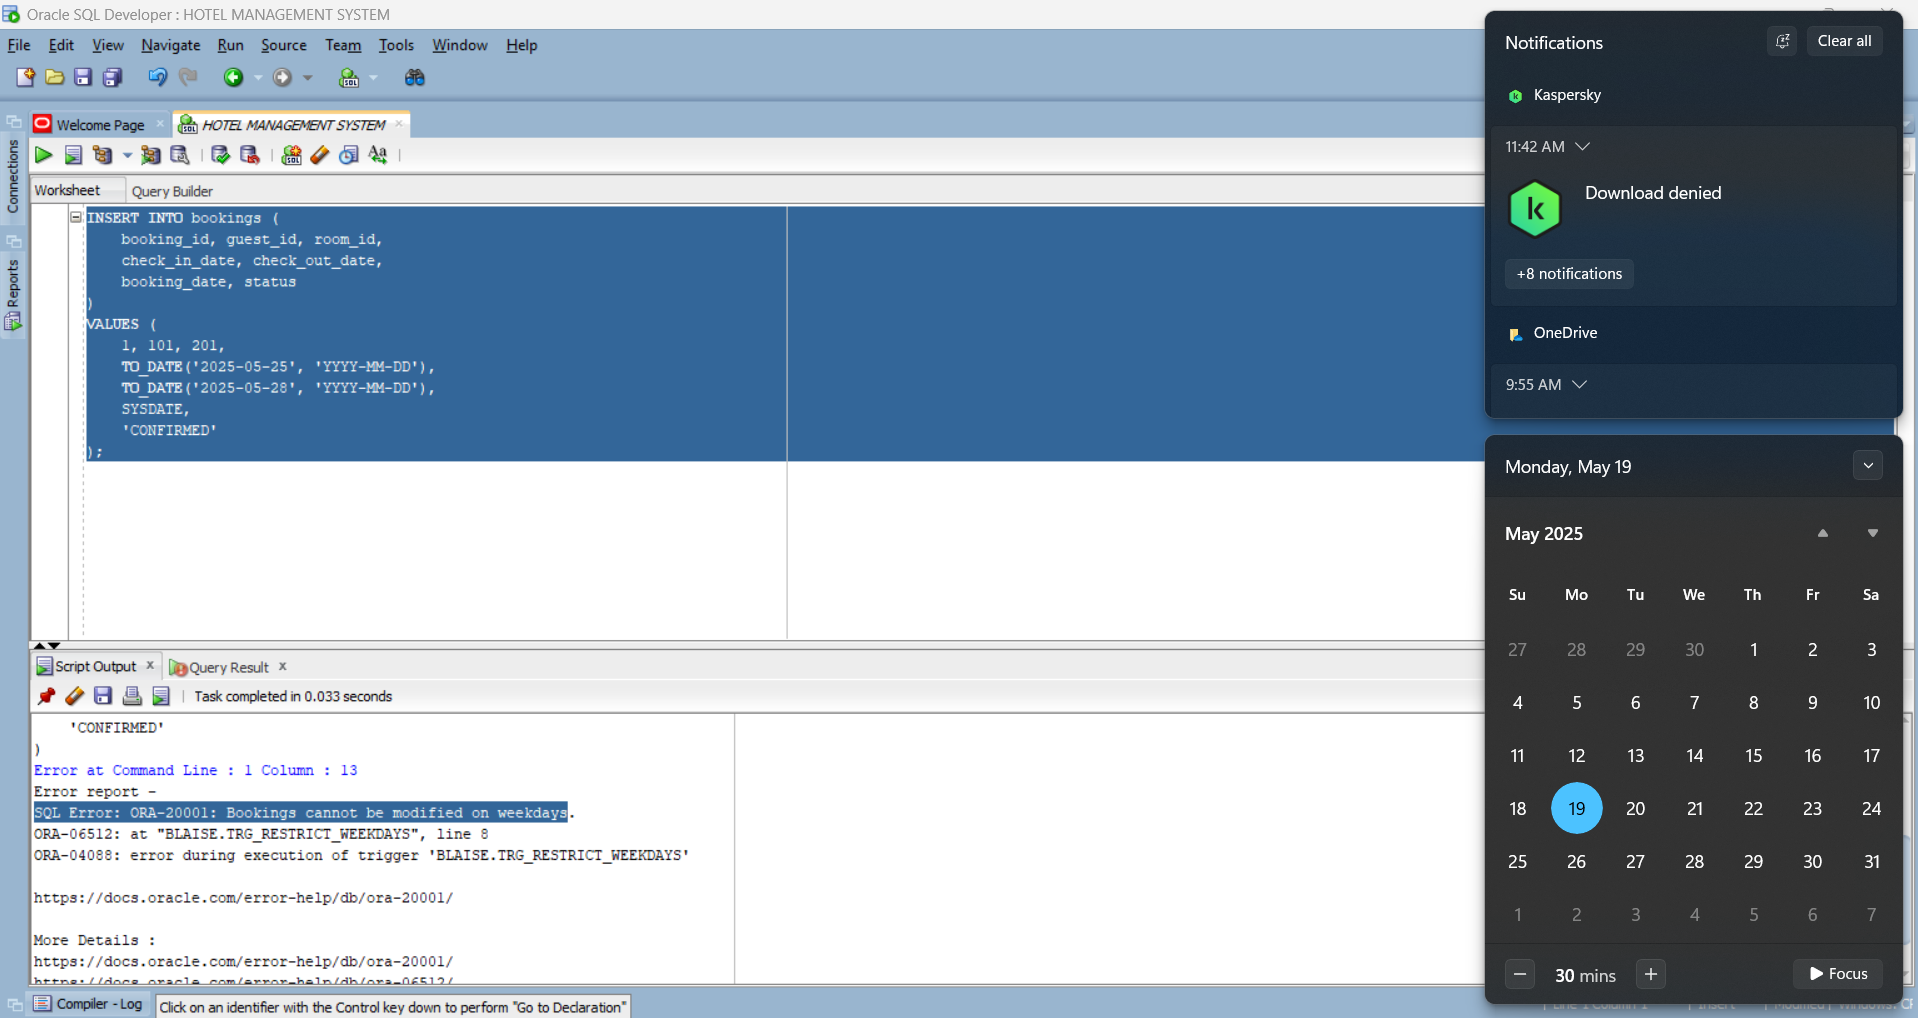 Oracle SQL Developer : HOTEL MANAGEMENT SYSTEM
File Edit View Navigate Run Source Team Tools Window Help
Welcome Page
HOTEL MANAGEMENT SYSTEM
Connections
Reports
Worksheet Query Builder
INSERT INTO bookings (
booking_id, guest_id, room_id,
check_in_date, check_out_date,
booking_date, status
)
VALUES (
1, 101, 201,
TO_DATE('2025-05-25', 'YYYY-MM-DD'),
TO_DATE('2025-05-28', 'YYYY-MM-DD'),
SYSDATE,
'CONFIRMED'
);
Script Output Query Result
Task completed in 0.033 seconds
'CONFIRMED'
)
Error at Command Line : 1 Column : 13
Error report -
SQL Error: ORA-20001: Bookings cannot be modified on weekdays.
ORA-06512: at "BLAISE.TRG_RESTRICT_WEEKDAYS", line 8
ORA-04088: error during execution of trigger 'BLAISE.TRG_RESTRICT_WEEKDAYS'
https://docs.oracle.com/error-help/db/ora-20001/
More Details :
https://docs.oracle.com/error-help/db/ora-20001/
https://docs.oracle.com/error-help/db/ora-06512/
Compiler - Log
Click on an identifier with the Control key down to perform "Go to Declaration"
Notifications
Clear all
Kaspersky
11:42 AM
Download denied
+8 notifications
OneDrive
9:55 AM
Monday, May 19
May 2025
Su Mo Tu We Th Fr Sa
27 28 29 30 1 2 3
4 5 6 7 8 9 10
11 12 13 14 15 16 17
18 19 20 21 22 23 24
25 26 27 28 29 30 31
1 2 3 4 5 6 7
30 mins
Focus